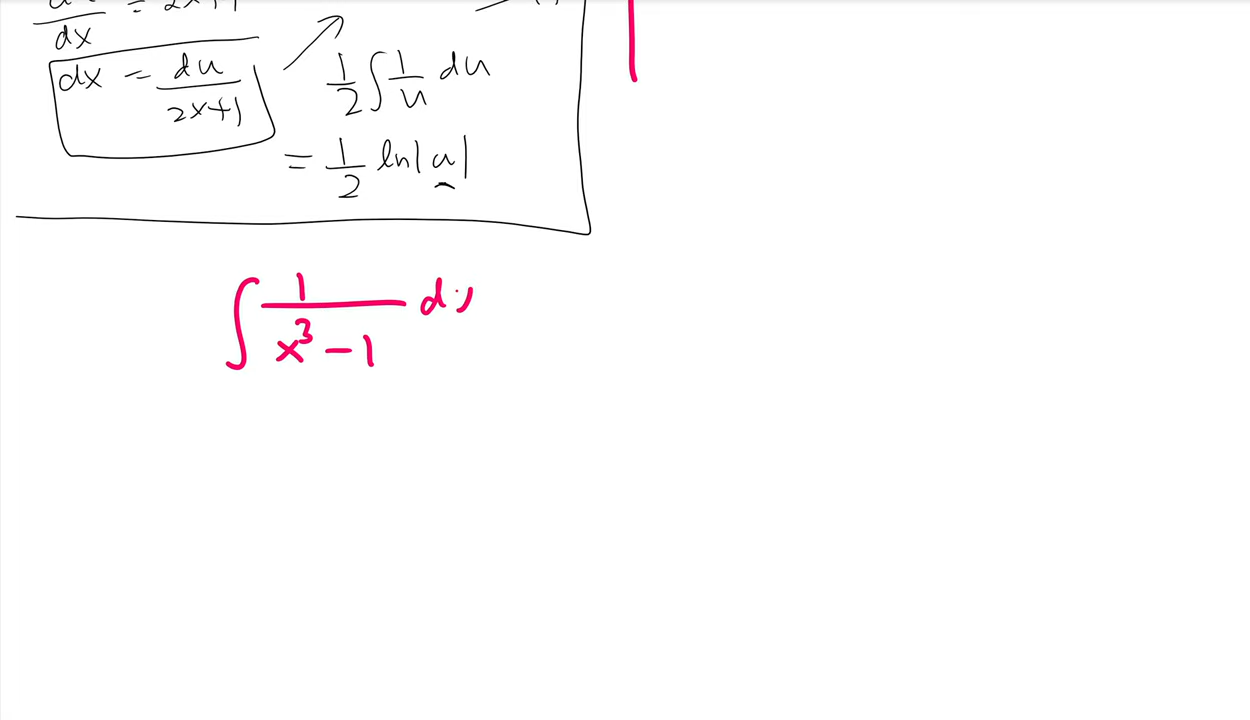 dx
dx = du / 2x+1
1/2 ∫ 1/u du
= 1/2 ln|u|
∫ 1 / x³ - 1 d